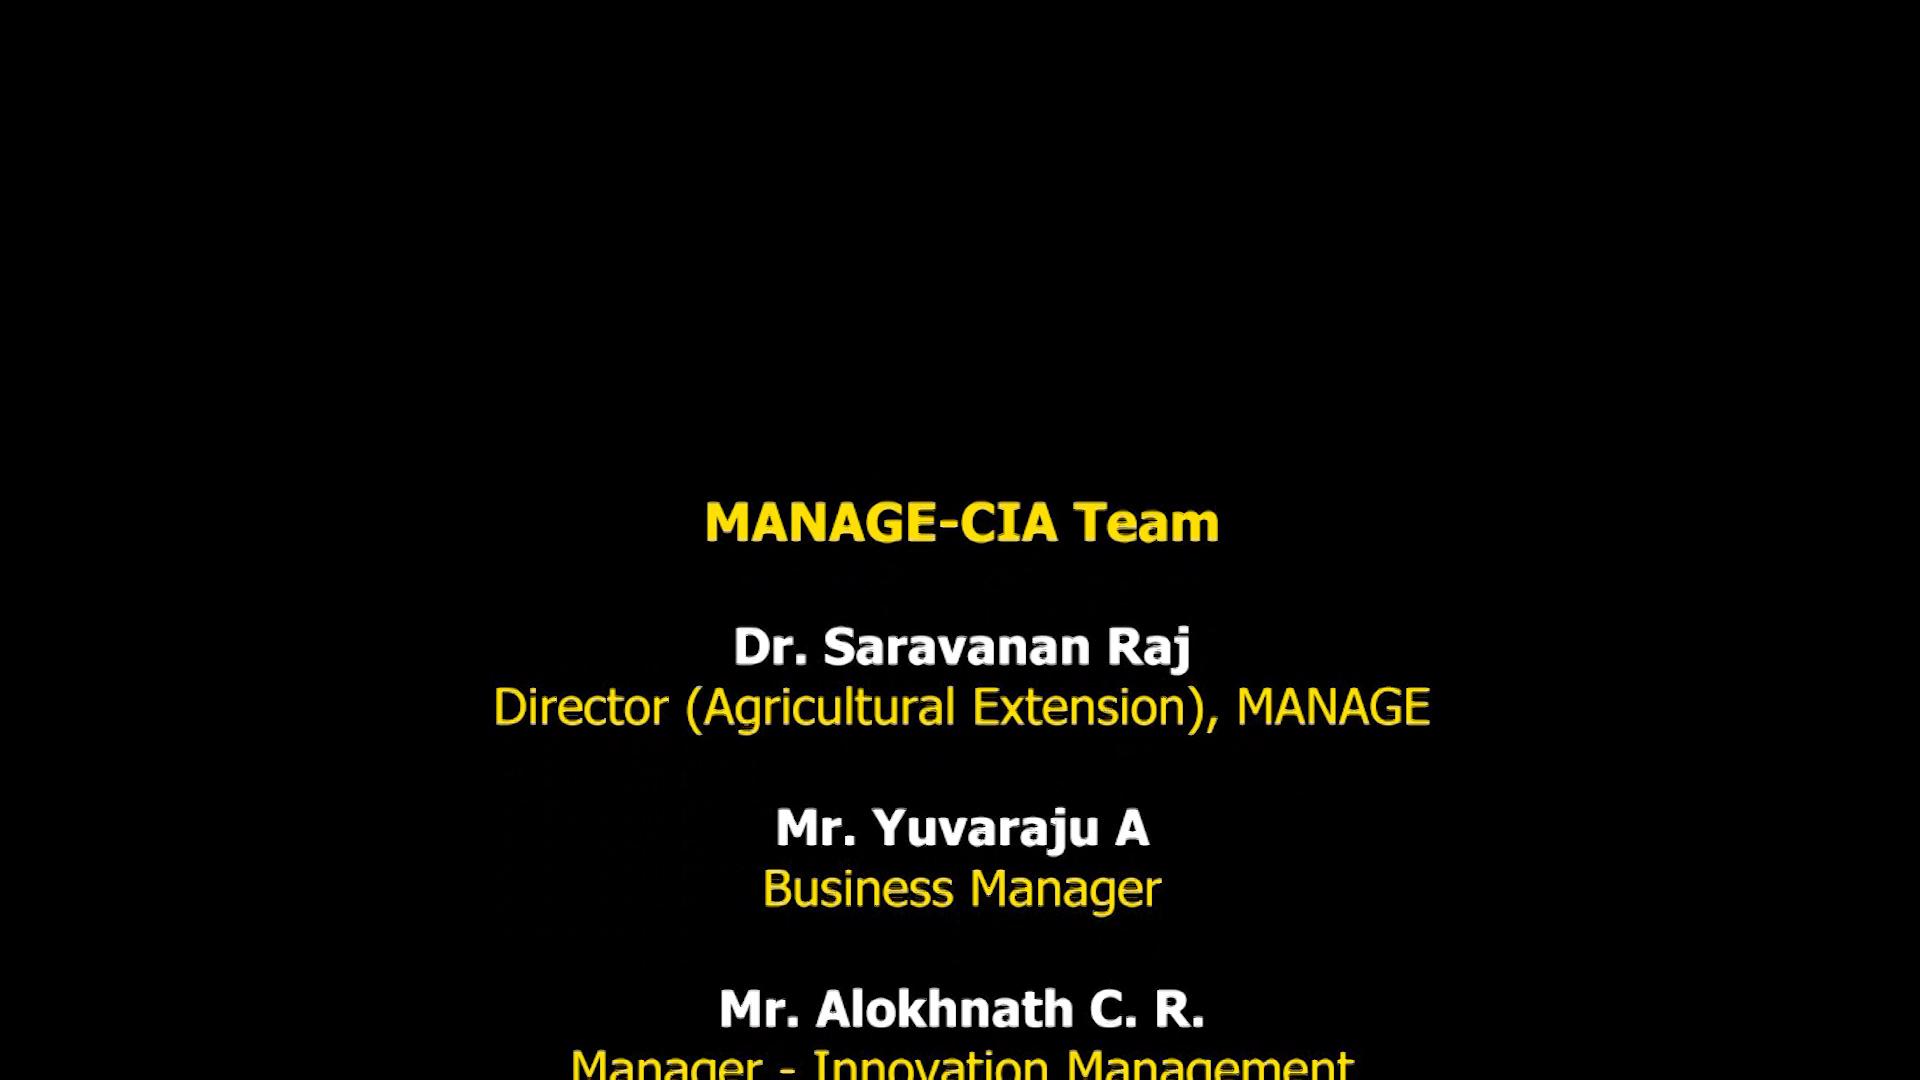 MANAGE-CIA Team
Dr. Saravanan Raj
Director (Agricultural Extension), MANAGE
Mr. Yuvaraju A
Business Manager
Mr. Alokhnath C. R.
Manager - Innovation Management